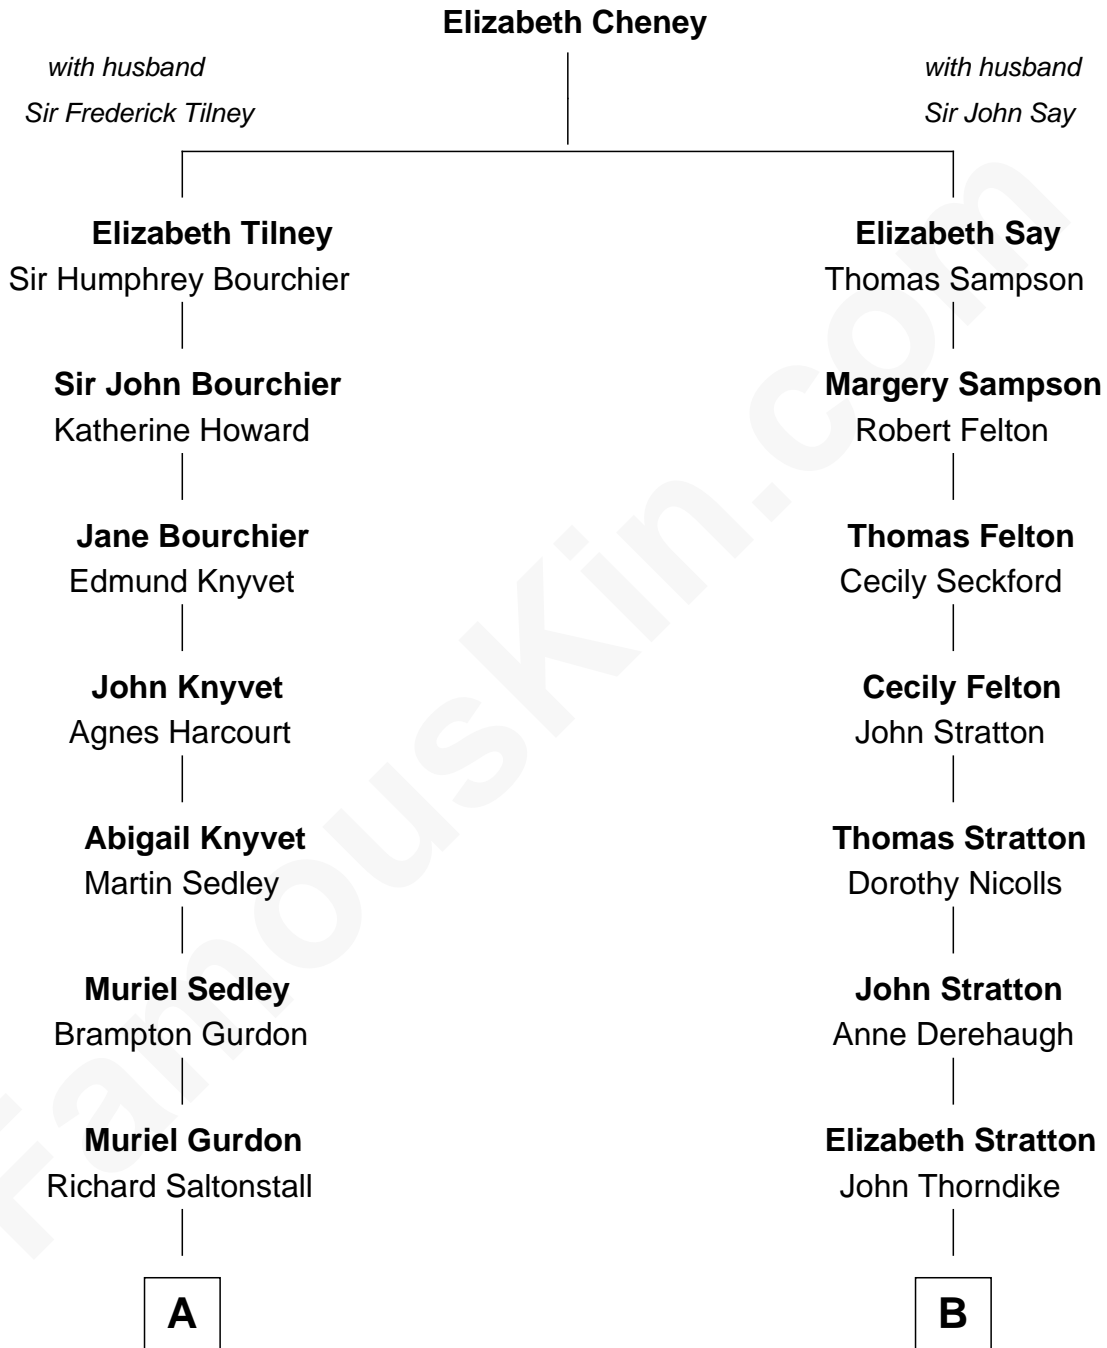 Elizabeth Cheney
with husband
Sir Frederick Tilney
with husband
Sir John Say
Elizabeth Tilney
Sir Humphrey Bourchier
Elizabeth Say
Thomas Sampson
Sir John Bourchier
Katherine Howard
Margery Sampson
Robert Felton
Jane Bourchier
Edmund Knyvet
Thomas Felton
Cecily Seckford
John Knyvet
Agnes Harcourt
Cecily Felton
John Stratton
Abigail Knyvet
Martin Sedley
Thomas Stratton
Dorothy Nicolls
Muriel Sedley
Brampton Gurdon
John Stratton
Anne Derehaugh
Muriel Gurdon
Richard Saltonstall
Elizabeth Stratton
John Thorndike
A
B
FamousKin.com